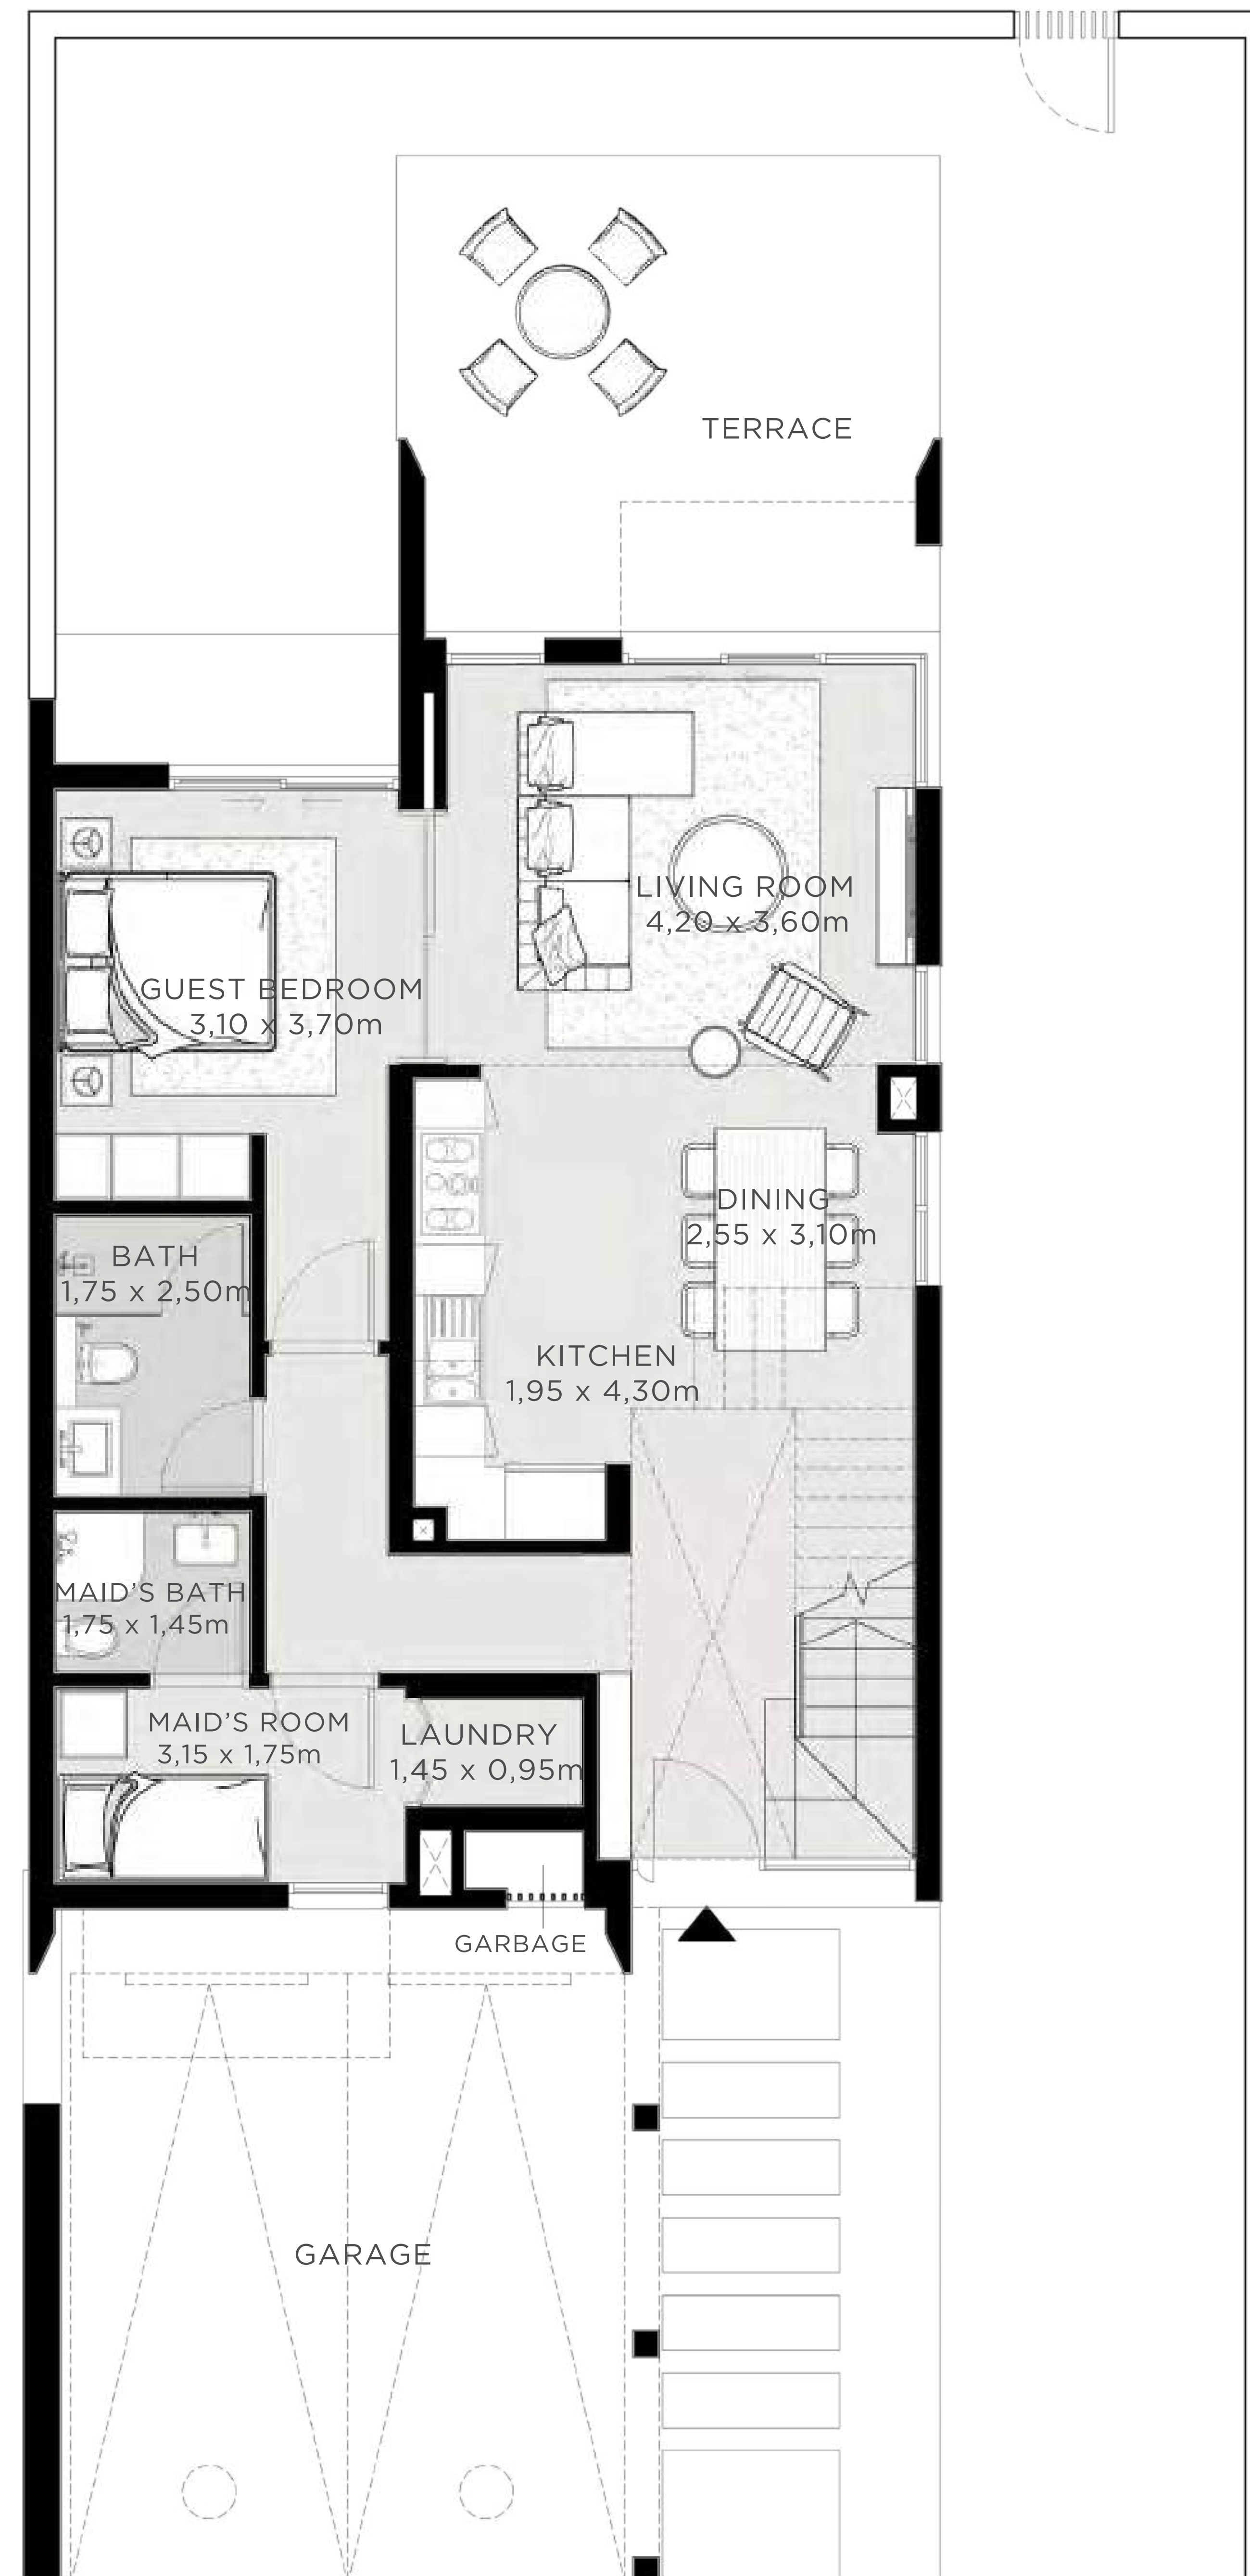 TERRACE
LIVING ROOM
4,20 x 3,60m
GUEST BEDROOM
3,10 x 3,70m
DINING
2,55 x 3,10m
BATH
1,75 x 2,50m
KITCHEN
1,95 x 4,30m
MAID'S BATH
1,75 x 1,45m
MAID'S ROOM
3,15 x 1,75m
LAUNDRY
1,45 x 0,95m
GARBAGE
GARAGE